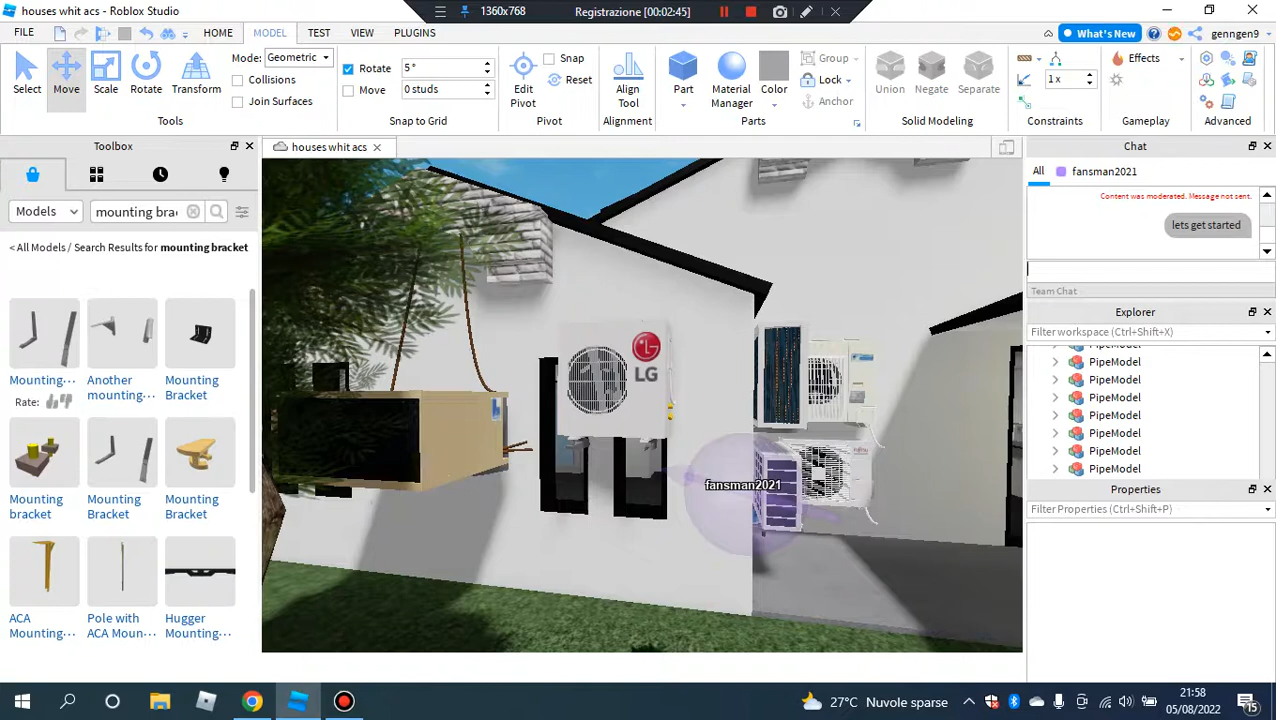 houses whit acs - Roblox Studio
1360x768
Registrazione [00:02:45]
FILE
HOME
MODEL
TEST
VIEW
PLUGINS
What's New
genngen9
Select
Move
Scale
Rotate
Transform
Mode:
Geometric
Collisions
Join Surfaces
Tools
Rotate
5 °
Move
0 studs
Snap to Grid
Edit
Pivot
Snap
Reset
Pivot
Align
Tool
Alignment
Part
Material
Manager
Color
Group
Lock
Anchor
Parts
Union
Negate
Separate
Solid Modeling
1 x
Constraints
Effects
Gameplay
Advanced
Toolbox
Models
mounting bra
< All Models / Search Results for mounting bracket
Mounting...
Rate:
Another
mounting...
Mounting
Bracket
Mounting
bracket
Mounting
Bracket
Mounting
Bracket
ACA
Mounting...
Pole with
ACA Moun...
Hugger
Mounting...
houses whit acs
LG
FUJITSU
fansman2021
Chat
All
fansman2021
Content was moderated. Message not sent.
lets get started
Team Chat
Explorer
Filter workspace (Ctrl+Shift+X)
PipeModel
PipeModel
PipeModel
PipeModel
PipeModel
PipeModel
PipeModel
Properties
Filter Properties (Ctrl+Shift+P)
27°C Nuvole sparse
21:58
05/08/2022
15